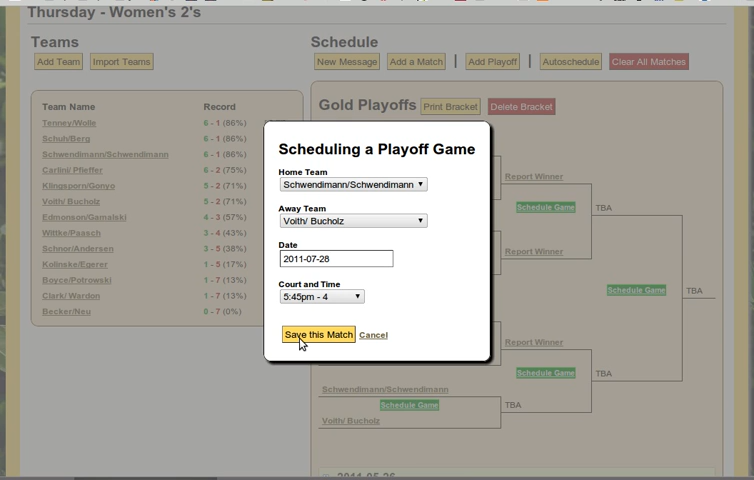 Thursday - Women's 2's
Teams
Add Team Import Teams
Schedule
New Message Add a Match | Add Playoff | Autoschedule Clear All Matches
Team Name Record
Tenney/Wolle 6 - 1 (86%)
Schuh/Berg 6 - 1 (86%)
Schwendimann/Schwendimann 6 - 1 (86%)
Carlini/ Pfieffer 6 - 2 (75%)
Klingsporn/Gonyo 5 - 2 (71%)
Voith/ Bucholz 5 - 2 (71%)
Edmonson/Gamalski 4 - 3 (57%)
Wittke/Paasch 3 - 4 (43%)
Schnor/Andersen 3 - 5 (38%)
Kolinske/Egerer 1 - 5 (17%)
Boyce/Potrowski 1 - 7 (13%)
Clark/ Wardon 1 - 7 (13%)
Becker/Neu 0 - 7 (0%)
Gold Playoffs Print Bracket Delete Bracket
Scheduling a Playoff Game
Home Team
Schwendimann/Schwendimann
Away Team
Voith/ Bucholz
Date
2011-07-28
Court and Time
5:45pm - 4
Save this Match Cancel
Report Winner
Schedule Game TBA
Report Winner
Schedule Game TBA
Report Winner
Schedule Game TBA
Schwendimann/Schwendimann
Schedule Game TBA
Voith/ Bucholz
2011-05-26